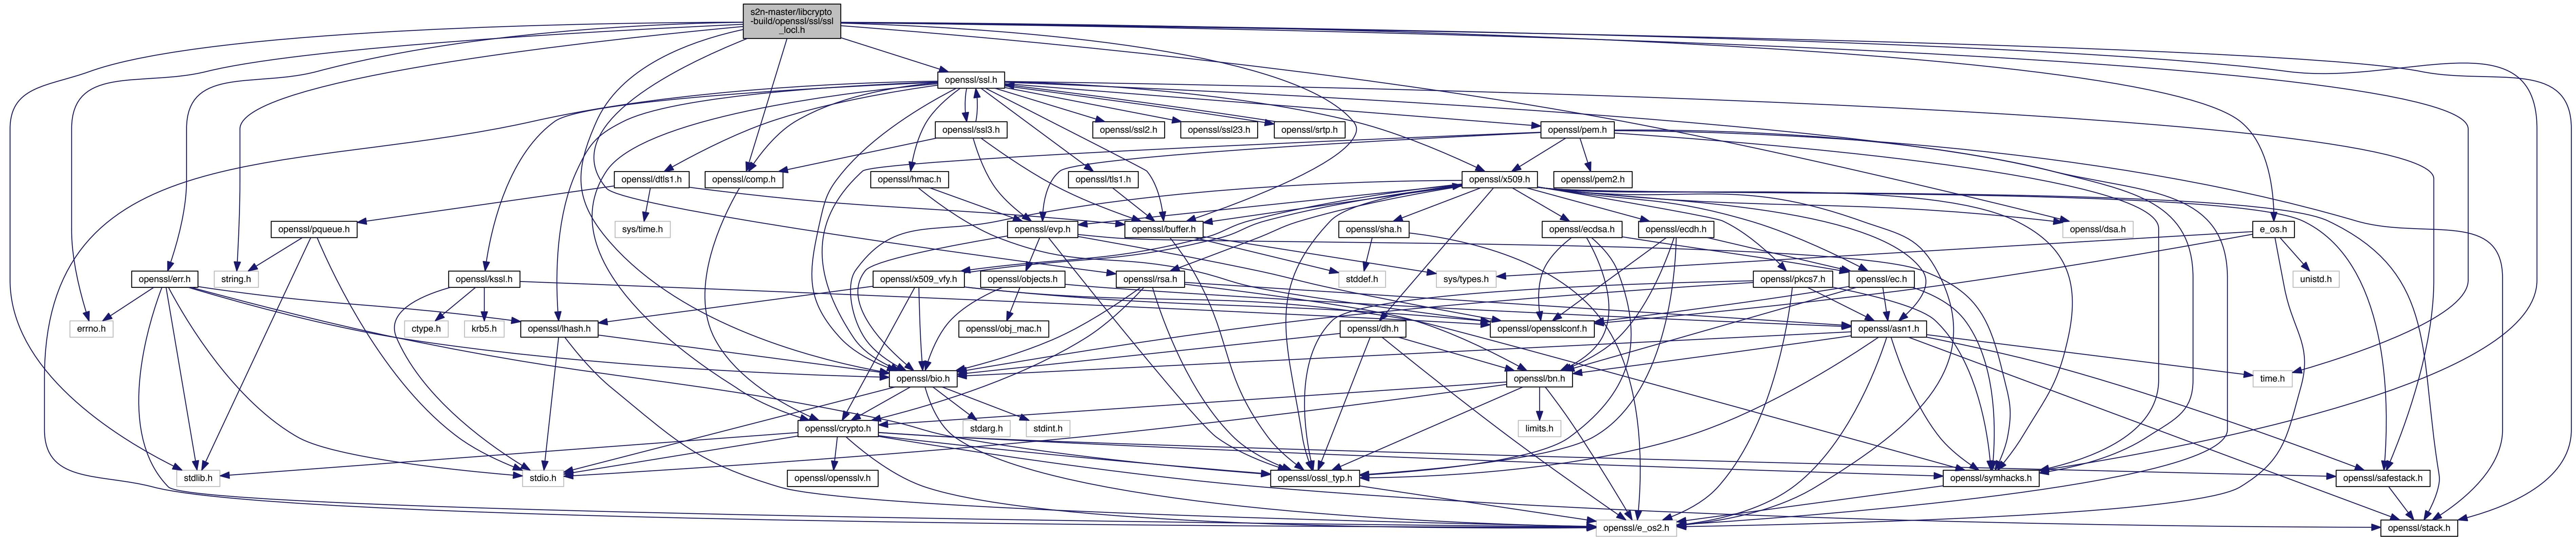 s2n-master/libcrypto
-build/openssl/ssl/ssl
_locl.h
openssl/ssl.h
openssl/ssl3.h
openssl/ssl2.h
openssl/ssl23.h
openssl/srtp.h
openssl/pem.h
openssl/dtls1.h
openssl/comp.h
openssl/hmac.h
openssl/tls1.h
openssl/x509.h
openssl/pem2.h
openssl/pqueue.h
sys/time.h
openssl/evp.h
openssl/buffer.h
openssl/sha.h
openssl/ecdsa.h
openssl/ecdh.h
openssl/dsa.h
e_os.h
openssl/err.h
string.h
openssl/kssl.h
openssl/x509_vfy.h
openssl/objects.h
openssl/rsa.h
stddef.h
sys/types.h
openssl/pkcs7.h
openssl/ec.h
unistd.h
errno.h
ctype.h
krb5.h
openssl/lhash.h
openssl/obj_mac.h
openssl/dh.h
openssl/opensslconf.h
openssl/asn1.h
openssl/bio.h
openssl/bn.h
time.h
openssl/crypto.h
stdarg.h
stdint.h
limits.h
stdlib.h
stdio.h
openssl/opensslv.h
openssl/ossl_typ.h
openssl/symhacks.h
openssl/safestack.h
openssl/e_os2.h
openssl/stack.h